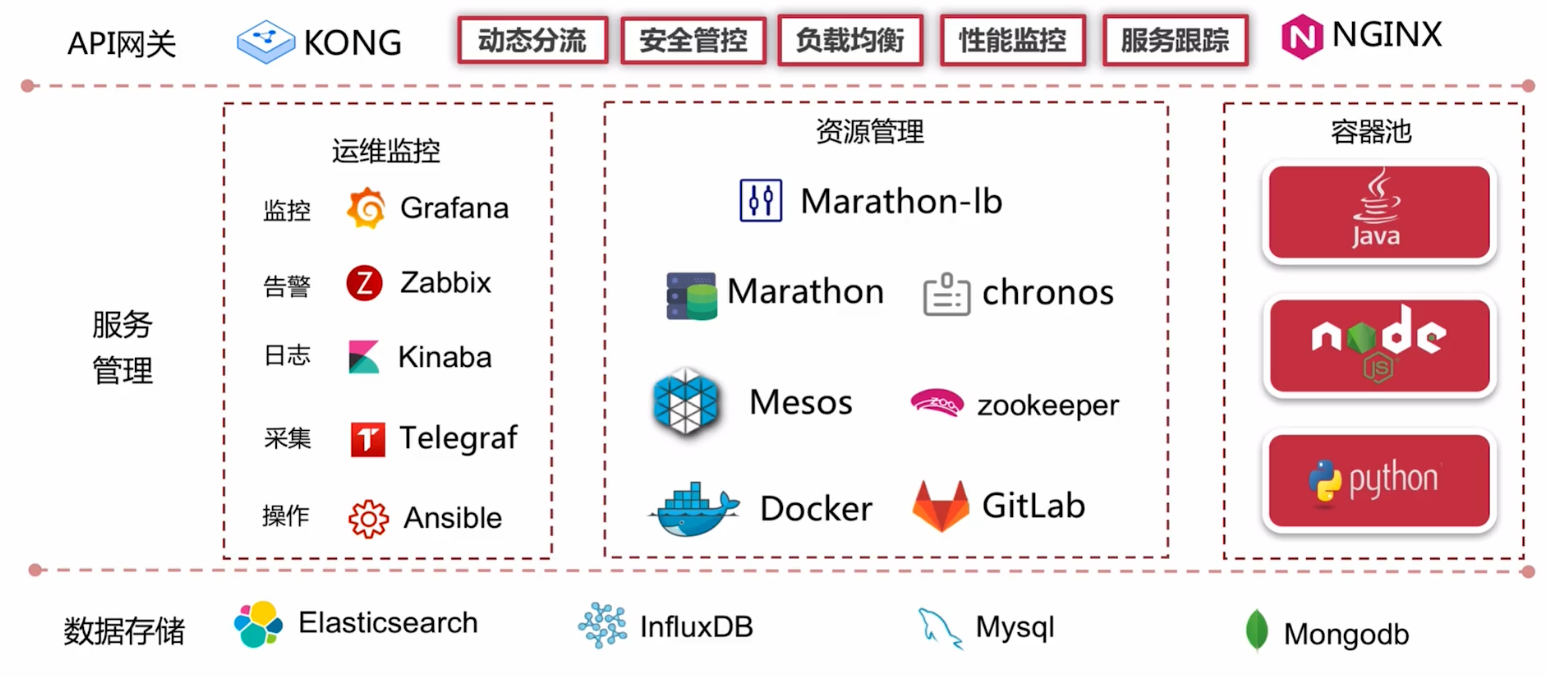 API网关
KONG
动态分流
安全管控
负载均衡
性能监控
服务跟踪
NGINX
服务
管理
运维监控
监控
Grafana
告警
Zabbix
日志
Kinaba
采集
Telegraf
操作
Ansible
资源管理
Marathon-lb
Marathon
chronos
Mesos
zookeeper
Docker
GitLab
容器池
Java
node
JS
python
数据存储
Elasticsearch
InfluxDB
Mysql
Mongodb